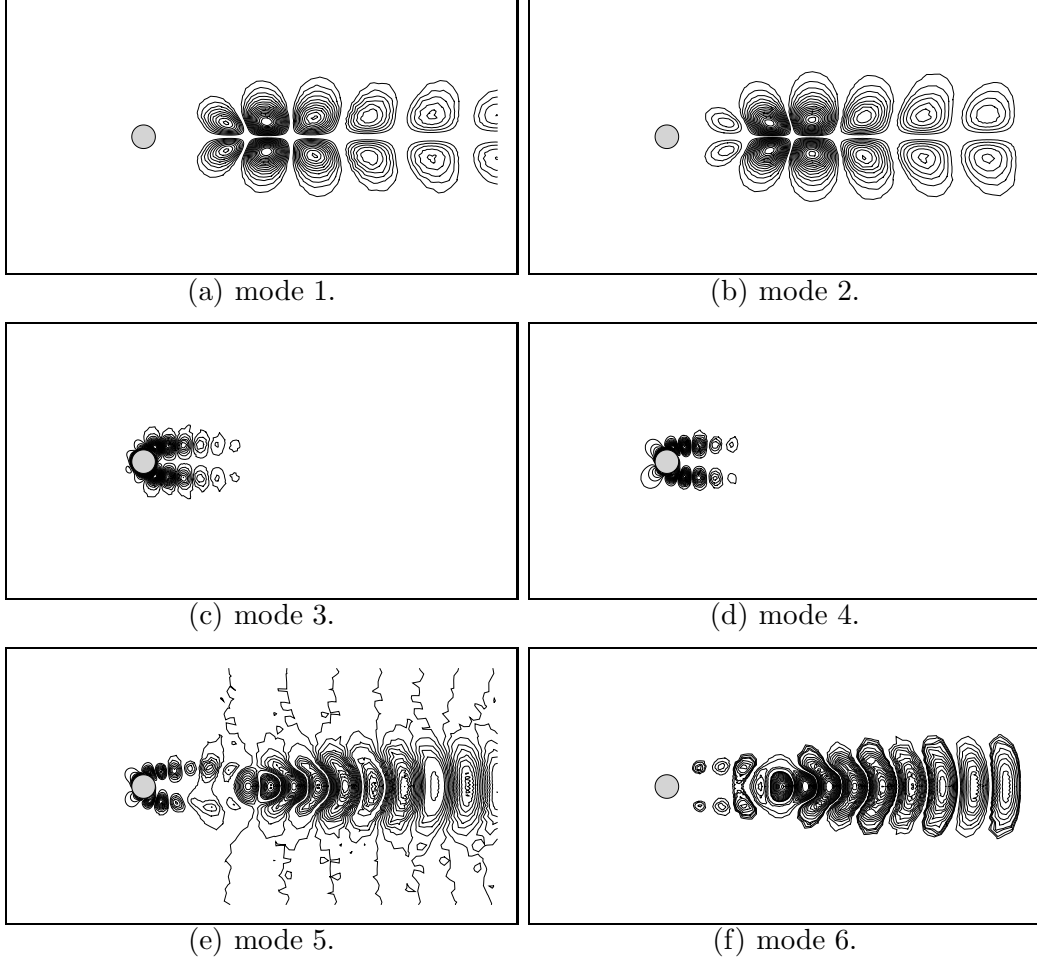 (a) mode 1.
(b) mode 2.
(c) mode 3.
(d) mode 4.
(e) mode 5.
(f) mode 6.